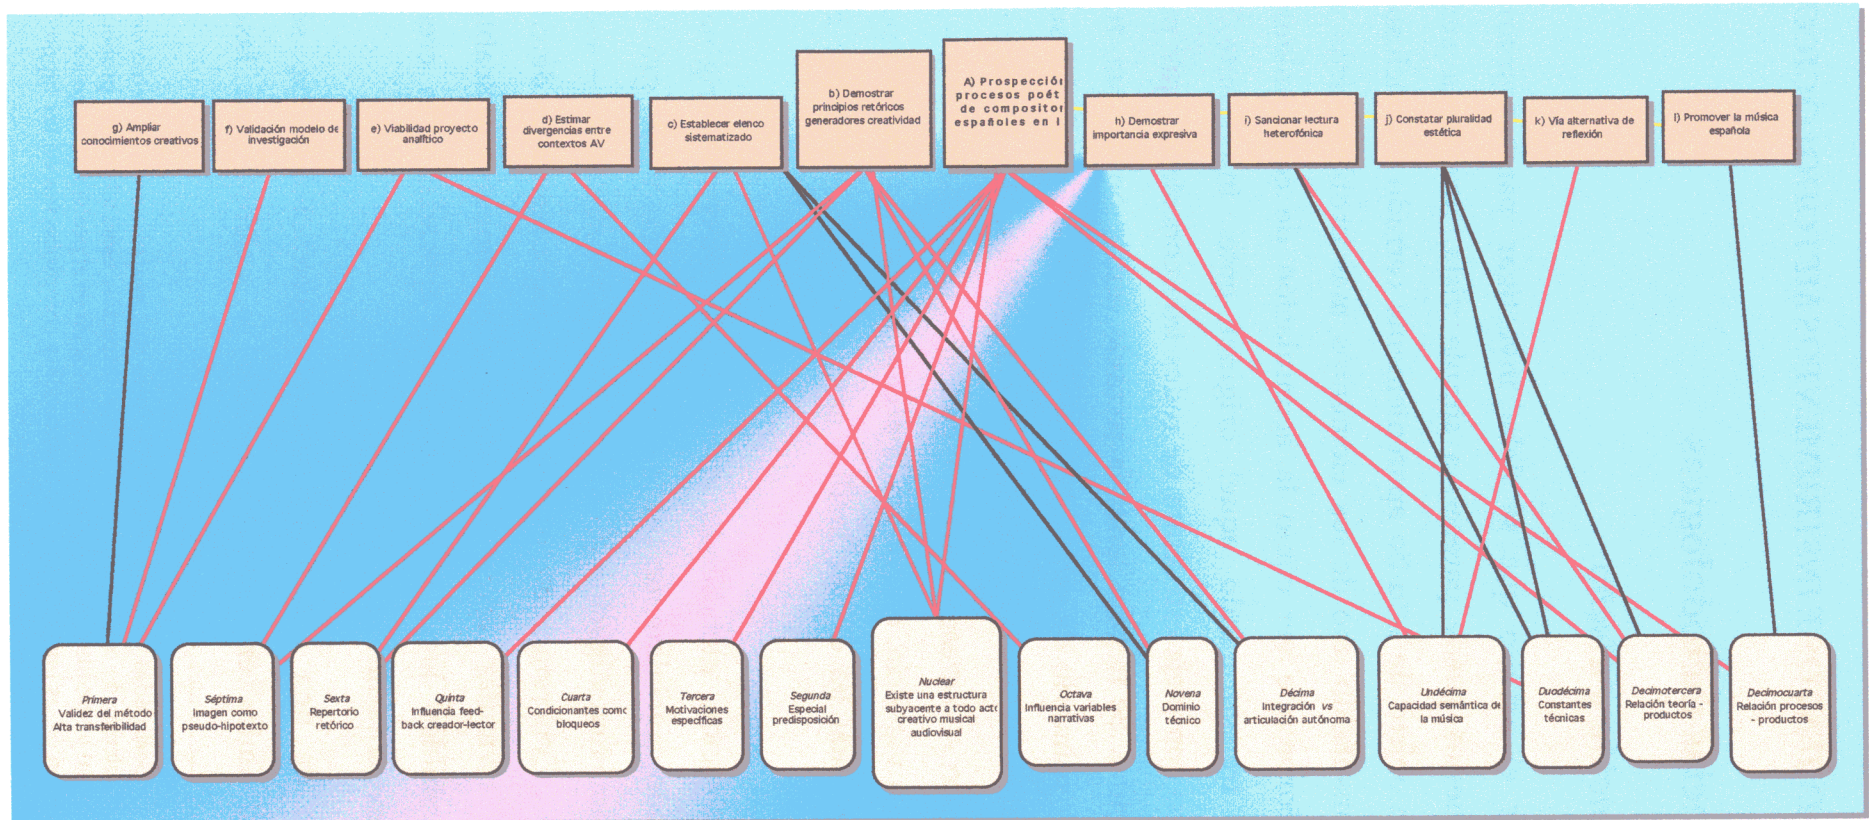 g) Ampliar
conocimientos creativos
f) Validación modelo de
investigación
e) Viabilidad proyecto
analítico
d) Estimar
divergencias entre
contextos AV
c) Establecer elenco
sistematizado
b) Demostrar
principios retóricos
generadores creatividad
A) Prospección
procesos poét
de compositor
españoles en l
h) Demostrar
importancia expresiva
i) Sancionar lectura
heterofónica
j) Constatar pluralidad
estética
k) Vía alternativa de
reflexión
l) Promover la música
española
Primera
Validez del método
Alta transferibilidad
Séptima
Imagen como
pseudo-hipotexto
Sexta
Repertorio
retórico
Quinta
Influencia feed-
back creador-lector
Cuarta
Condicionantes como
bloqueos
Tercera
Motivaciones
específicas
Segunda
Especial
predisposición
Nuclear
Existe una estructura
subyacente a todo acto
creativo musical
audiovisual
Octava
Influencia variables
narrativas
Novena
Dominio
técnico
Décima
Integración vs
articulación autónoma
Undécima
Capacidad semántica de
la música
Duodécima
Constantes
técnicas
Decimotercera
Relación teoría -
productos
Decimocuarta
Relación procesos
- productos